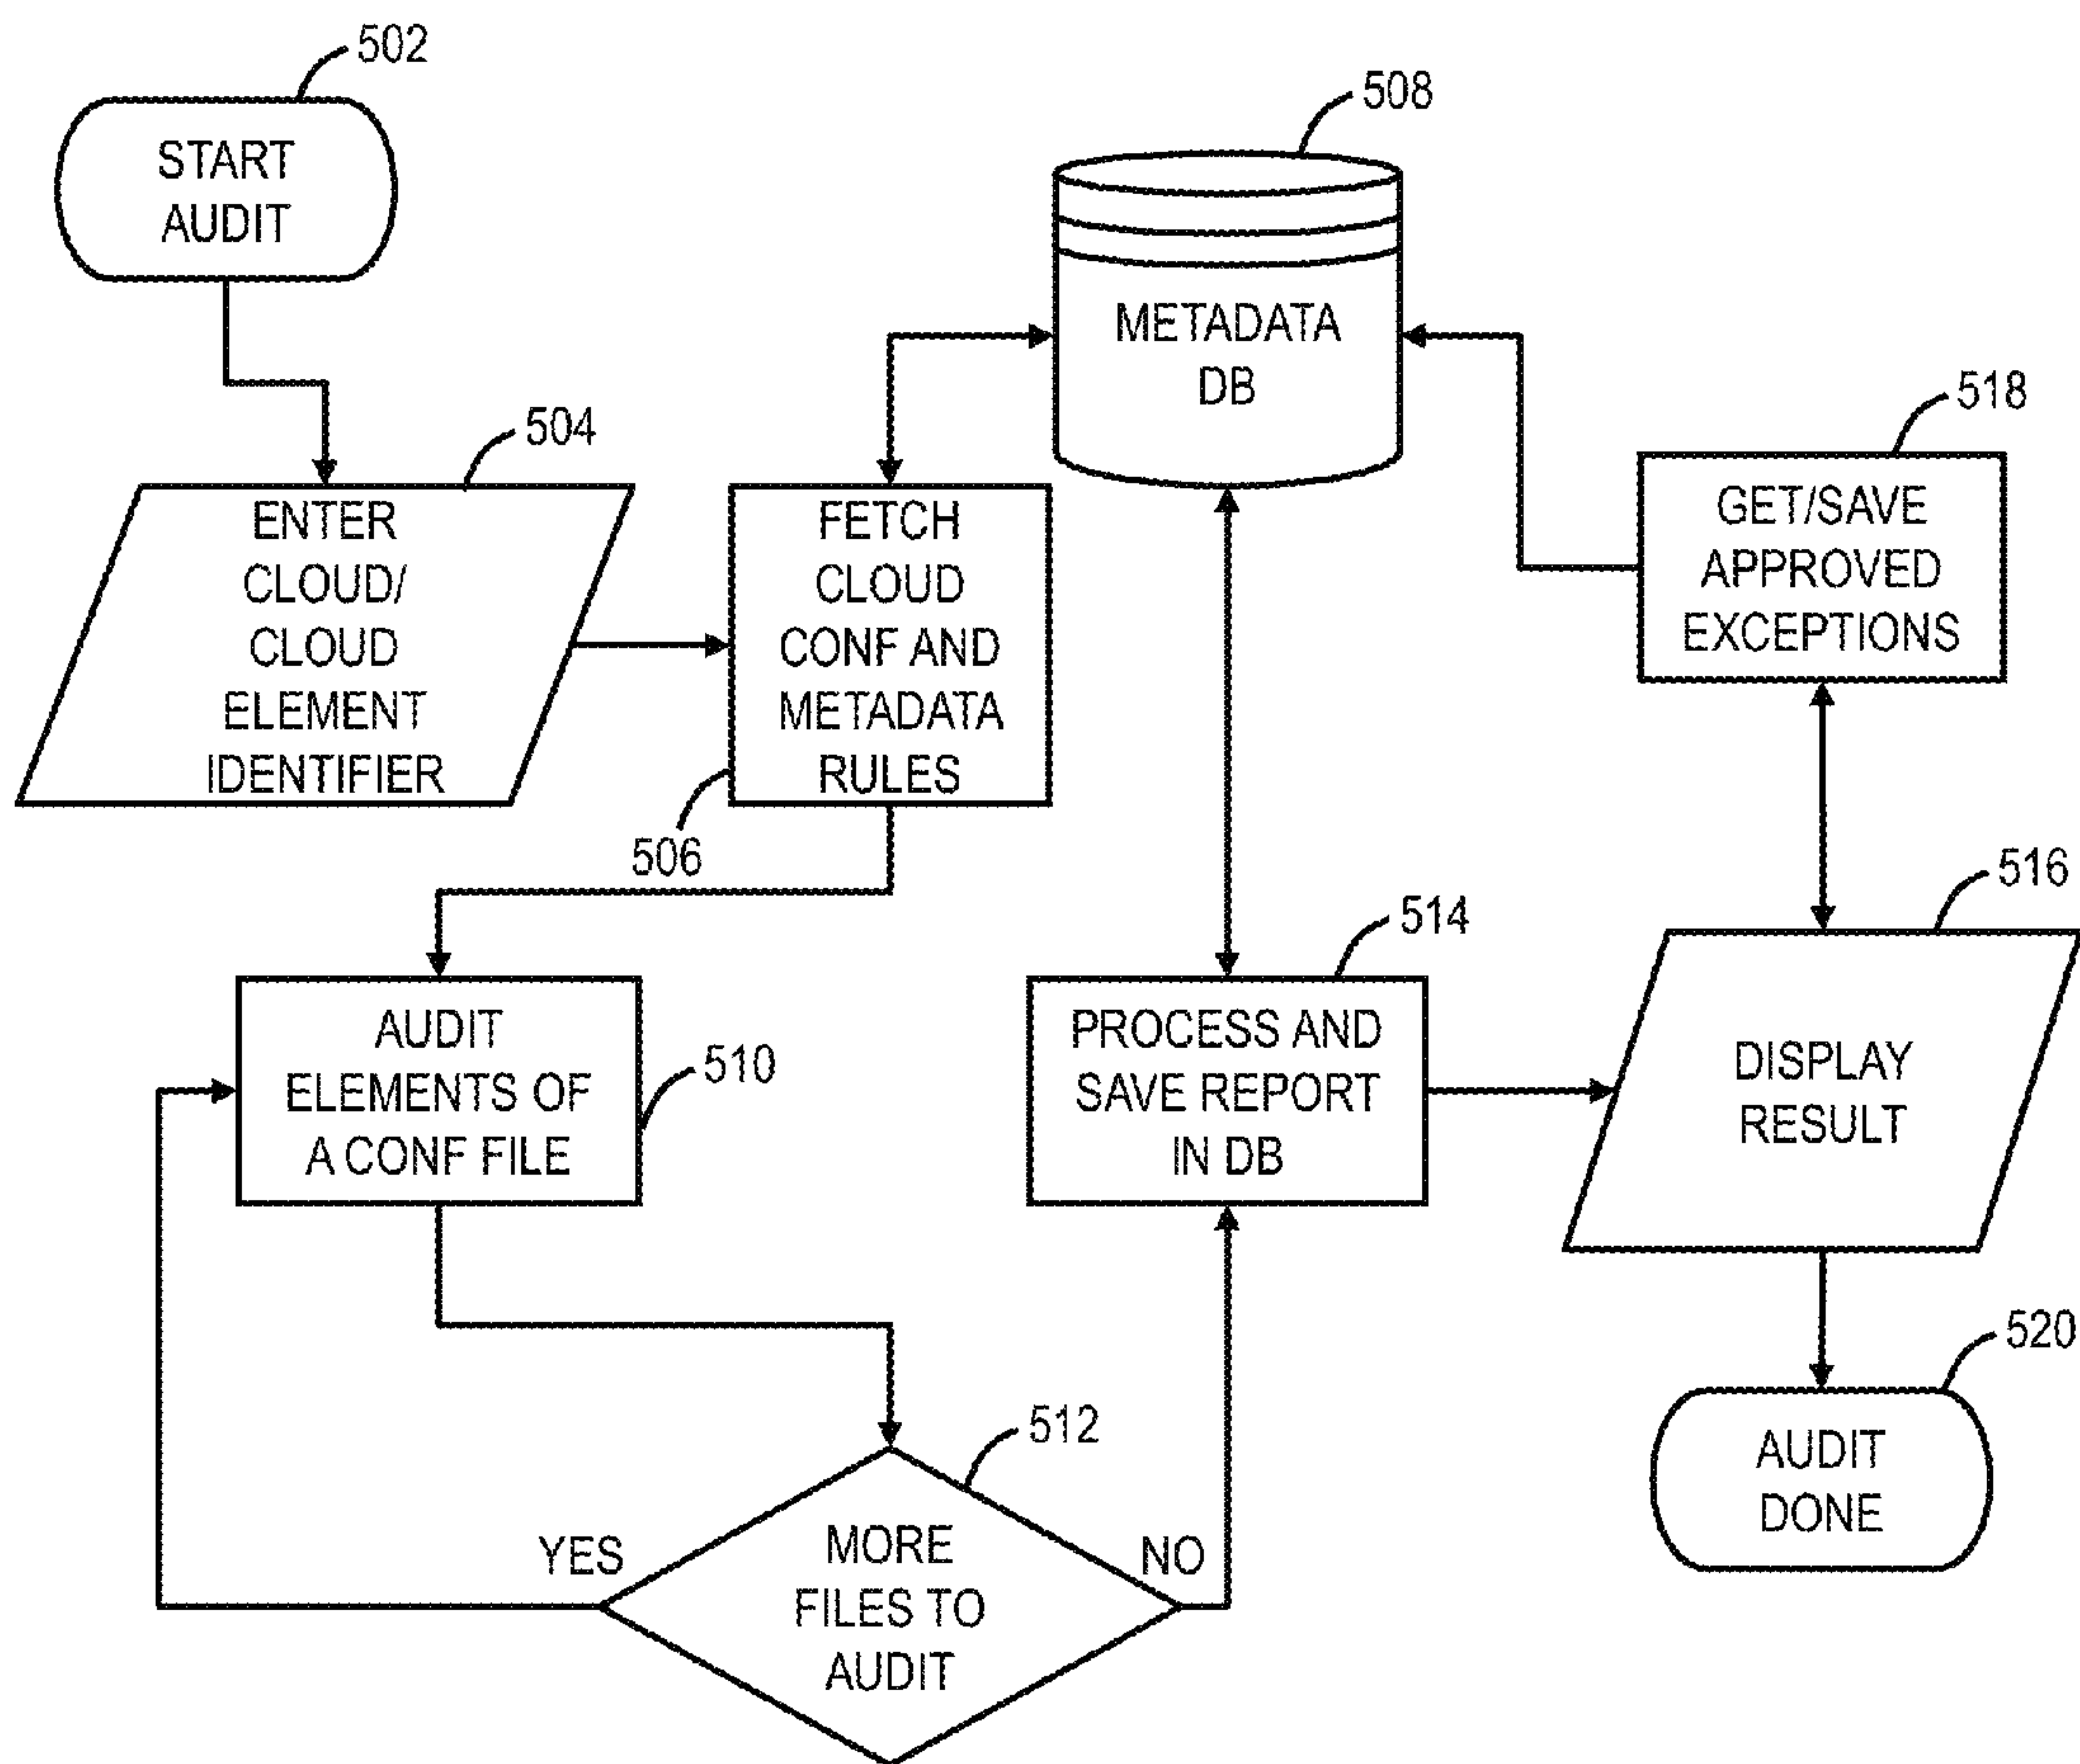 502
START
AUDIT
508
METADATA
DB
518
GET/SAVE
APPROVED
EXCEPTIONS
504
ENTER
CLOUD/
CLOUD
ELEMENT
IDENTIFIER
FETCH
CLOUD
CONF AND
METADATA
RULES
506
516
DISPLAY
RESULT
514
PROCESS AND
SAVE REPORT
IN DB
AUDIT
ELEMENTS OF
A CONF FILE
510
512
MORE
FILES TO
AUDIT
YES
NO
520
AUDIT
DONE